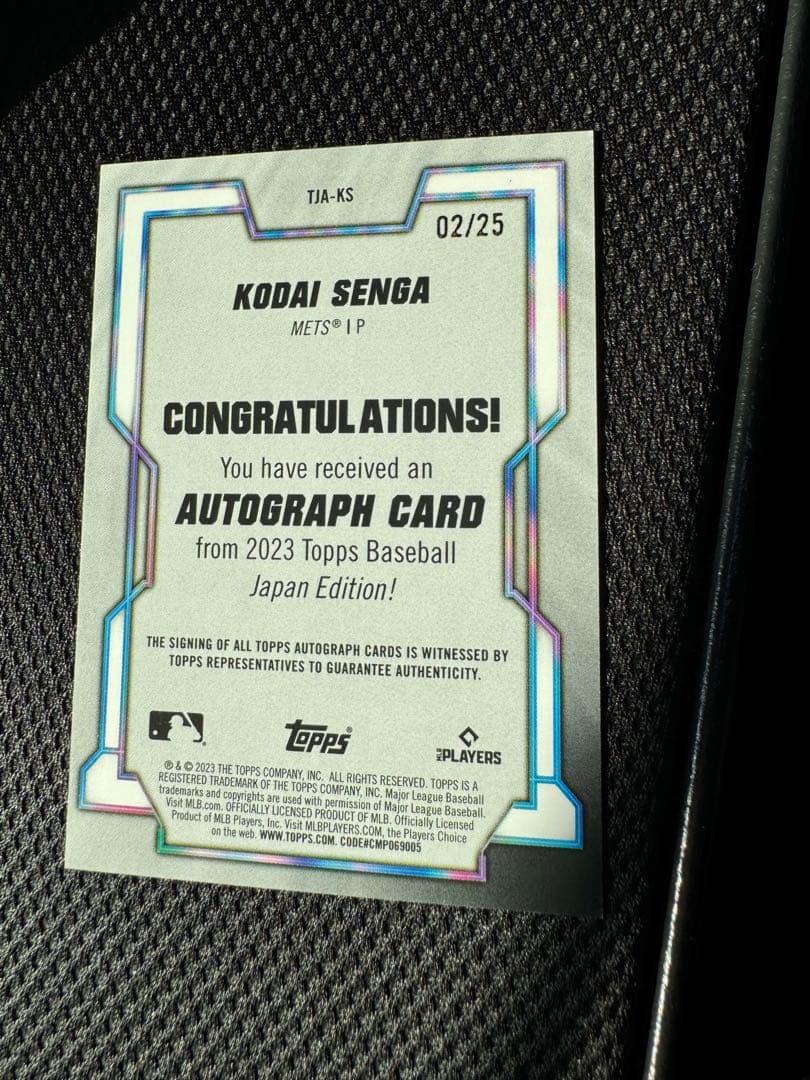 TJA-KS
02/25
KODAI SENGA
METS® | P
CONGRATULATIONS!
You have received an
AUTOGRAPH CARD
from 2023 Topps Baseball
Japan Edition!
THE SIGNING OF ALL TOPPS AUTOGRAPH CARDS IS WITNESSED BY
TOPPS REPRESENTATIVES TO GUARANTEE AUTHENTICITY.
topps®
MLB PLAYERS
® & © 2023 THE TOPPS COMPANY, INC. ALL RIGHTS RESERVED. TOPPS IS A
REGISTERED TRADEMARK OF THE TOPPS COMPANY, INC. Major League Baseball
trademarks and copyrights are used with permission of Major League Baseball.
Visit MLB.com. OFFICIALLY LICENSED PRODUCT OF MLB. Officially Licensed
Product of MLB Players, Inc. Visit MLBPLAYERS.COM, the Players Choice
on the web. WWW.TOPPS.COM. CODE#CMP069005